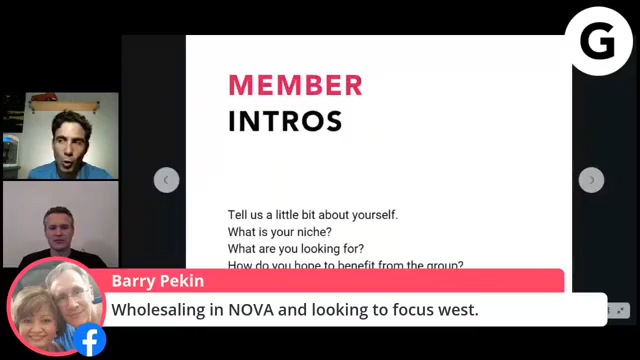 G
MEMBER
INTROS
Tell us a little bit about yourself.
What is your niche?
What are you looking for?
How do you hope to benefit from the group?
Barry Pekin
Wholesaling in NOVA and looking to focus west.
f